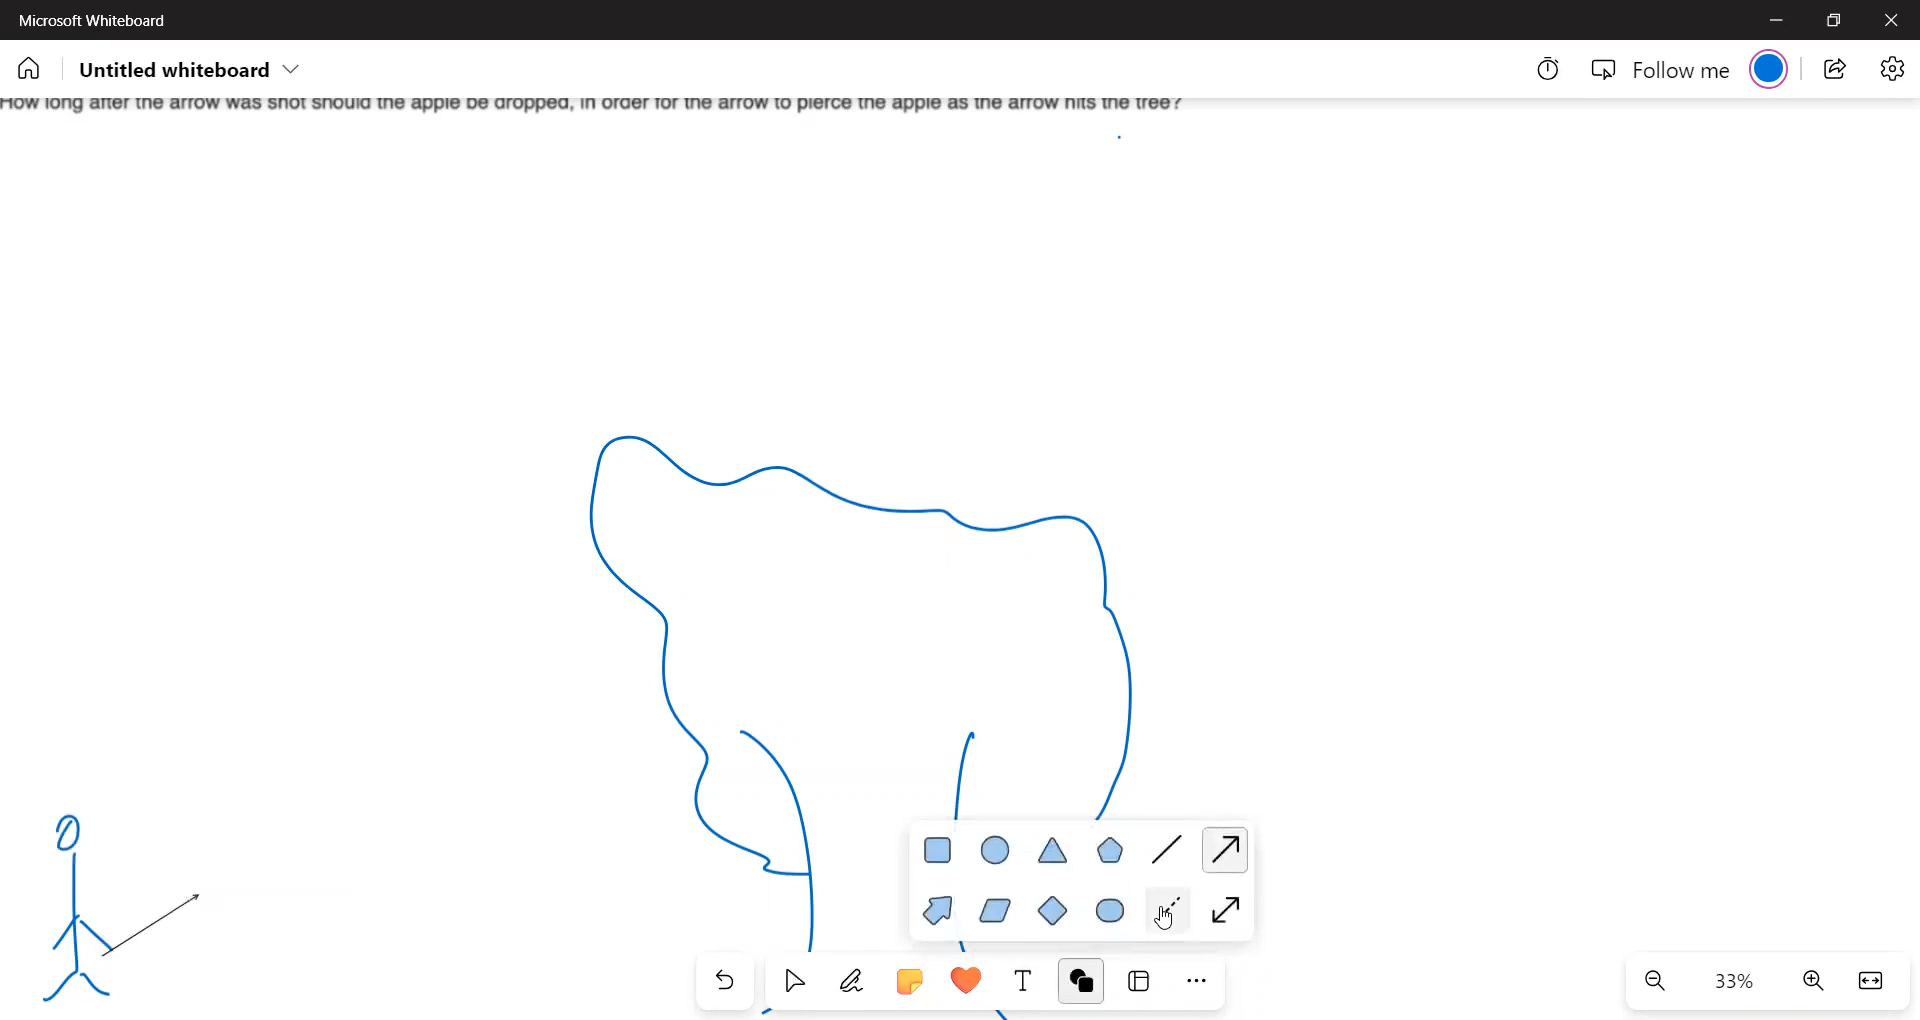 Microsoft Whiteboard
Untitled whiteboard
Follow me
How long after the arrow was shot should the apple be dropped, in order for the arrow to pierce the apple as the arrow hits the tree?
T
33%